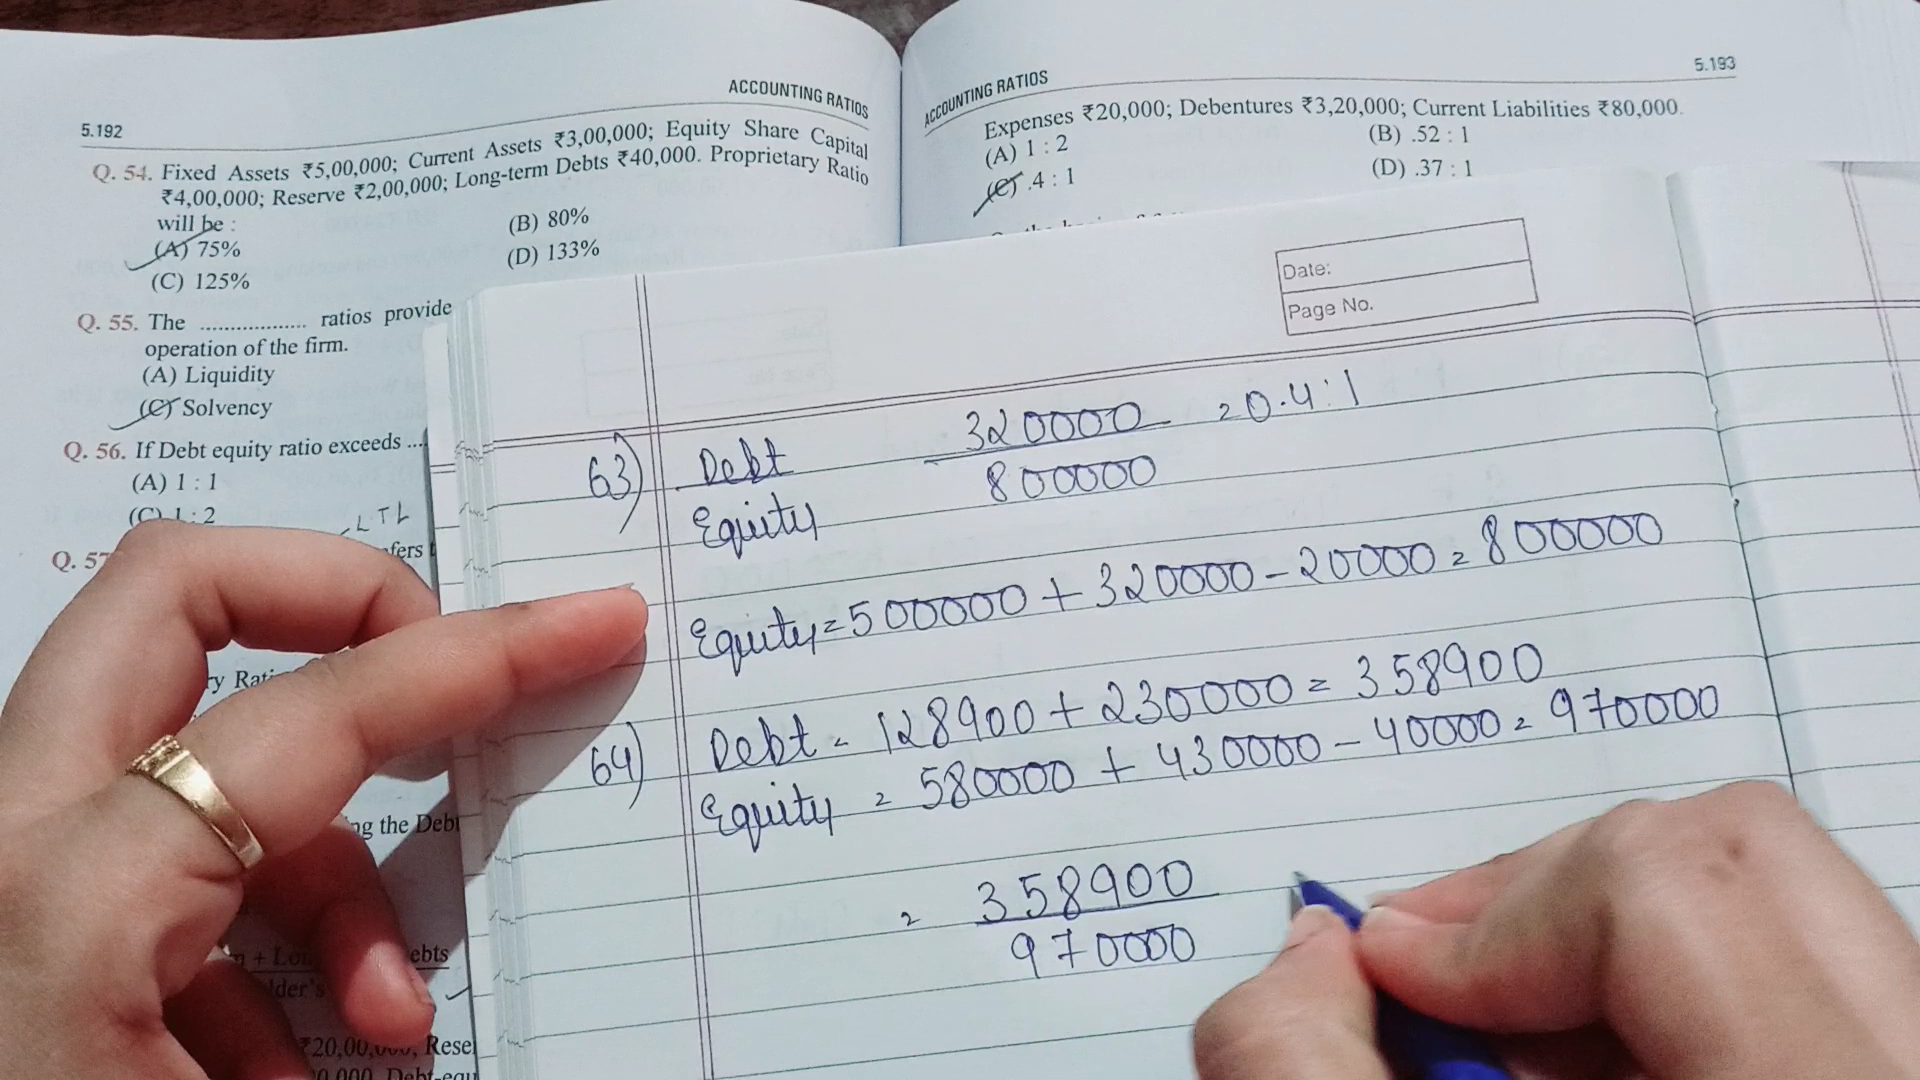 5.192
ACCOUNTING RATIOS
Q. 54. Fixed Assets ₹5,00,000; Current Assets ₹3,00,000; Equity Share Capital
₹4,00,000; Reserve ₹2,00,000; Long-term Debts ₹40,000. Proprietary Ratio
will be :
(A) 75%
(B) 80%
(C) 125%
(D) 133%
Q. 55. The .................. ratios provide
operation of the firm.
(A) Liquidity
(C) Solvency
Q. 56. If Debt equity ratio exceeds ....
(A) 1 : 1
(C) 1 : 2
LTL
Q. 57
ng the Debt
ebts
Rese
ACCOUNTING RATIOS
5.193
Expenses ₹20,000; Debentures ₹3,20,000; Current Liabilities ₹80,000.
(A) 1 : 2
(B) .52 : 1
(C) .4 : 1
(D) .37 : 1
Date:
Page No.
63) Debt 320000 = 0.4:1
Equity 800000
Equity = 500000 + 320000 - 20000 = 800000
64) Debt = 128900 + 230000 = 358900
Equity = 580000 + 430000 - 40000 = 970000
= 358900
970000